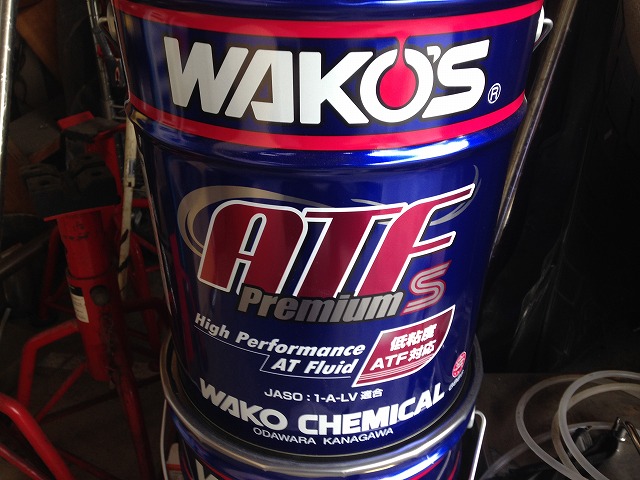 WAKO'S®
ATF
Premium S
High Performance
AT Fluid
低粘度
ATF対応
JASO : 1-A-LV 適合
WAKO CHEMICAL
ODAWARA KANAGAWA
WAKO'S